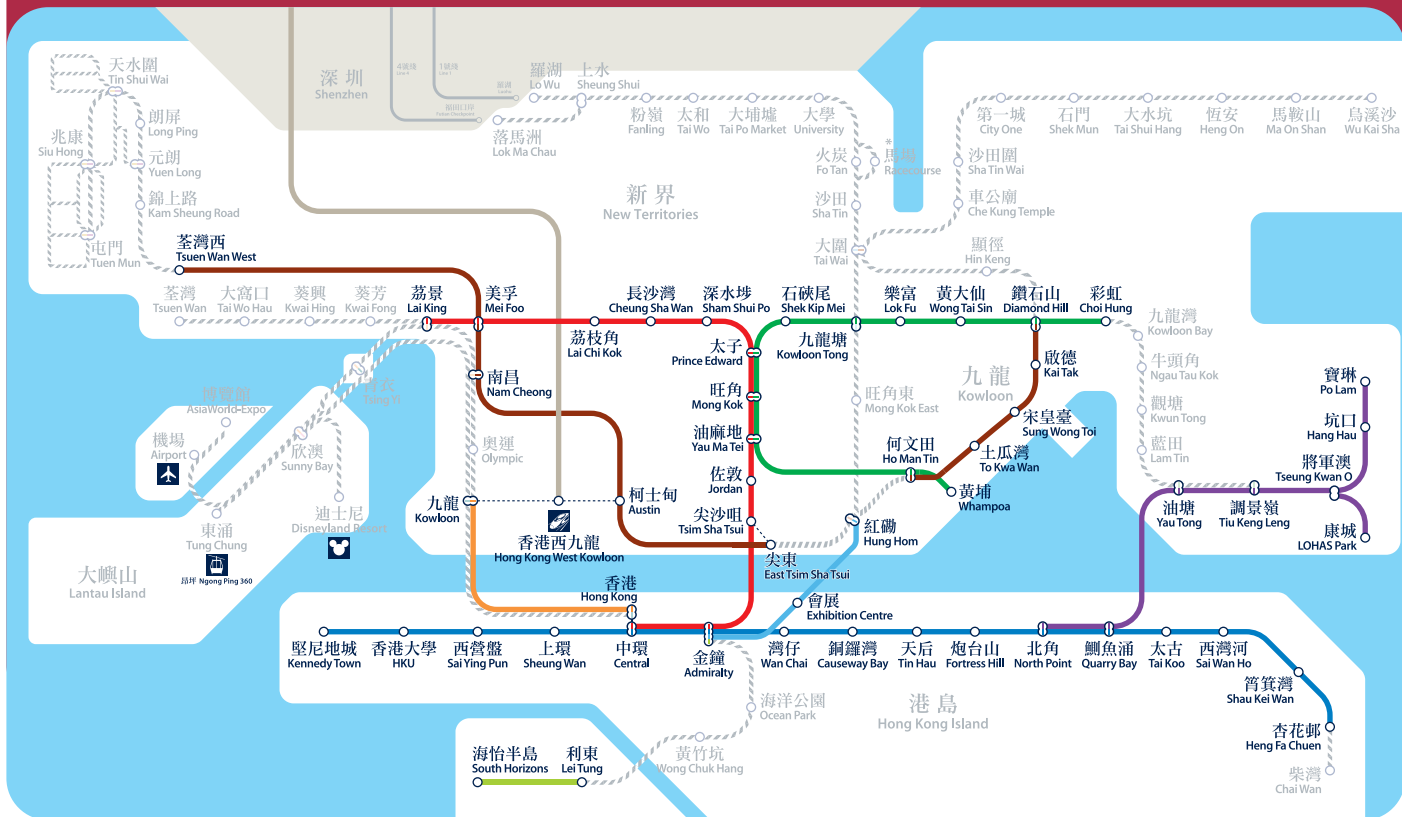 天水圍
Tin Shui Wai
朗屏
Long Ping
兆康
Siu Hong
元朗
Yuen Long
錦上路
Kam Sheung Road
屯門
Tuen Mun
荃灣西
Tsuen Wan West
深圳
Shenzhen
4號綫
1號綫
羅湖
福田口岸
羅湖
Lo Wu
上水
Sheung Shui
落馬洲
Lok Ma Chau
粉嶺
Fanling
太和
Tai Wo
大埔墟
Tai Po Market
大學
University
火炭
Fo Tan
*
馬場
Racecourse
沙田
Sha Tin
大圍
Tai Wai
新界
New Territories
第一城
City One
石門
Shek Mun
大水坑
Tai Shui Hang
恆安
Heng On
馬鞍山
Ma On Shan
烏溪沙
Wu Kai Sha
沙田圍
Sha Tin Wai
車公廟
Che Kung Temple
顯徑
Hin Keng
荃灣
Tsuen Wan
大窩口
Tai Wo Hau
葵興
Kwai Hing
葵芳
Kwai Fong
荔景
Lai King
美孚
Mei Foo
荔枝角
Lai Chi Kok
長沙灣
Cheung Sha Wan
深水埗
Sham Shui Po
石硤尾
Shek Kip Mei
九龍塘
Kowloon Tong
樂富
Lok Fu
黃大仙
Wong Tai Sin
鑽石山
Diamond Hill
彩虹
Choi Hung
九龍灣
Kowloon Bay
牛頭角
Ngau Tau Kok
觀塘
Kwun Tong
藍田
Lam Tin
太子
Prince Edward
旺角
Mong Kok
油麻地
Yau Ma Tei
佐敦
Jordan
尖沙咀
Tsim Sha Tsui
南昌
Nam Cheong
奧運
Olympic
九龍
Kowloon
柯士甸
Austin
香港西九龍
Hong Kong West Kowloon
尖東
East Tsim Sha Tsui
旺角東
Mong Kok East
九龍
Kowloon
啟德
Kai Tak
宋皇臺
Sung Wong Toi
土瓜灣
To Kwa Wan
何文田
Ho Man Tin
黃埔
Whampoa
紅磡
Hung Hom
會展
Exhibition Centre
青衣
Tsing Yi
博覽館
AsiaWorld-Expo
機場
Airport
欣澳
Sunny Bay
迪士尼
Disneyland Resort
東涌
Tung Chung
昂坪 Ngong Ping 360
大嶼山
Lantau Island
寶琳
Po Lam
坑口
Hang Hau
將軍澳
Tseung Kwan O
康城
LOHAS Park
油塘
Yau Tong
調景嶺
Tiu Keng Leng
香港
Hong Kong
堅尼地城
Kennedy Town
香港大學
HKU
西營盤
Sai Ying Pun
上環
Sheung Wan
中環
Central
金鐘
Admiralty
灣仔
Wan Chai
銅鑼灣
Causeway Bay
天后
Tin Hau
炮台山
Fortress Hill
北角
North Point
鰂魚涌
Quarry Bay
太古
Tai Koo
西灣河
Sai Wan Ho
筲箕灣
Shau Kei Wan
杏花邨
Heng Fa Chuen
柴灣
Chai Wan
港島
Hong Kong Island
海洋公園
Ocean Park
黃竹坑
Wong Chuk Hang
利東
Lei Tung
海怡半島
South Horizons